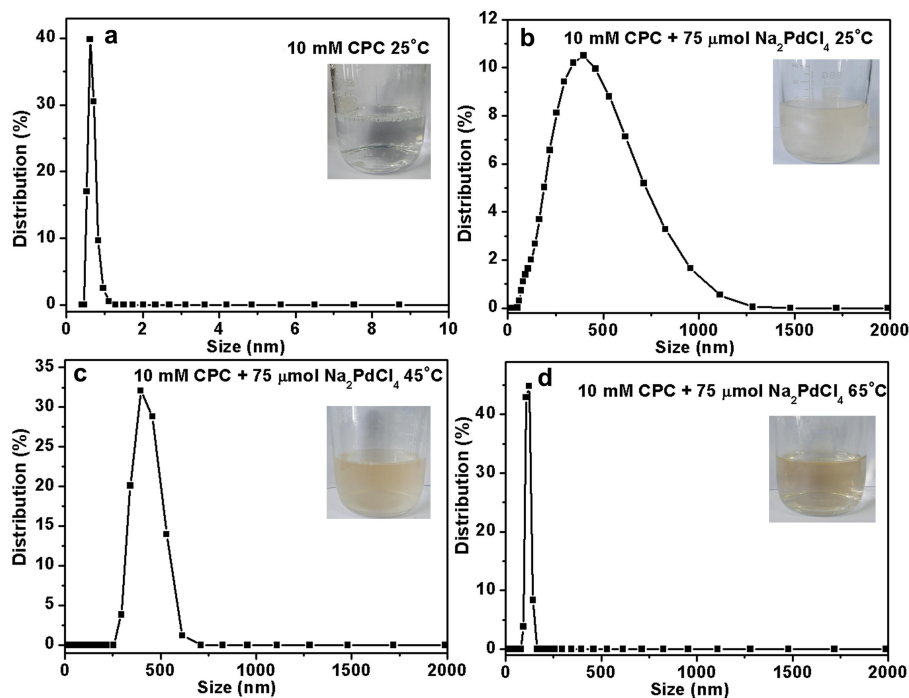 a
10 mM CPC 25°C
40
30
20
10
0
Distribution (%)
0 2 4 6 8 10
Size (nm)
b
10 mM CPC + 75 μmol Na₂PdCl₄ 25°C
12
10
8
6
4
2
0
Distribution (%)
0 500 1000 1500 2000
Size (nm)
c
10 mM CPC + 75 μmol Na₂PdCl₄ 45°C
35
30
25
20
15
10
5
0
Distribution (%)
0 500 1000 1500 2000
Size (nm)
d
10 mM CPC + 75 μmol Na₂PdCl₄ 65°C
40
30
20
10
0
Distribution (%)
0 500 1000 1500 2000
Size (nm)